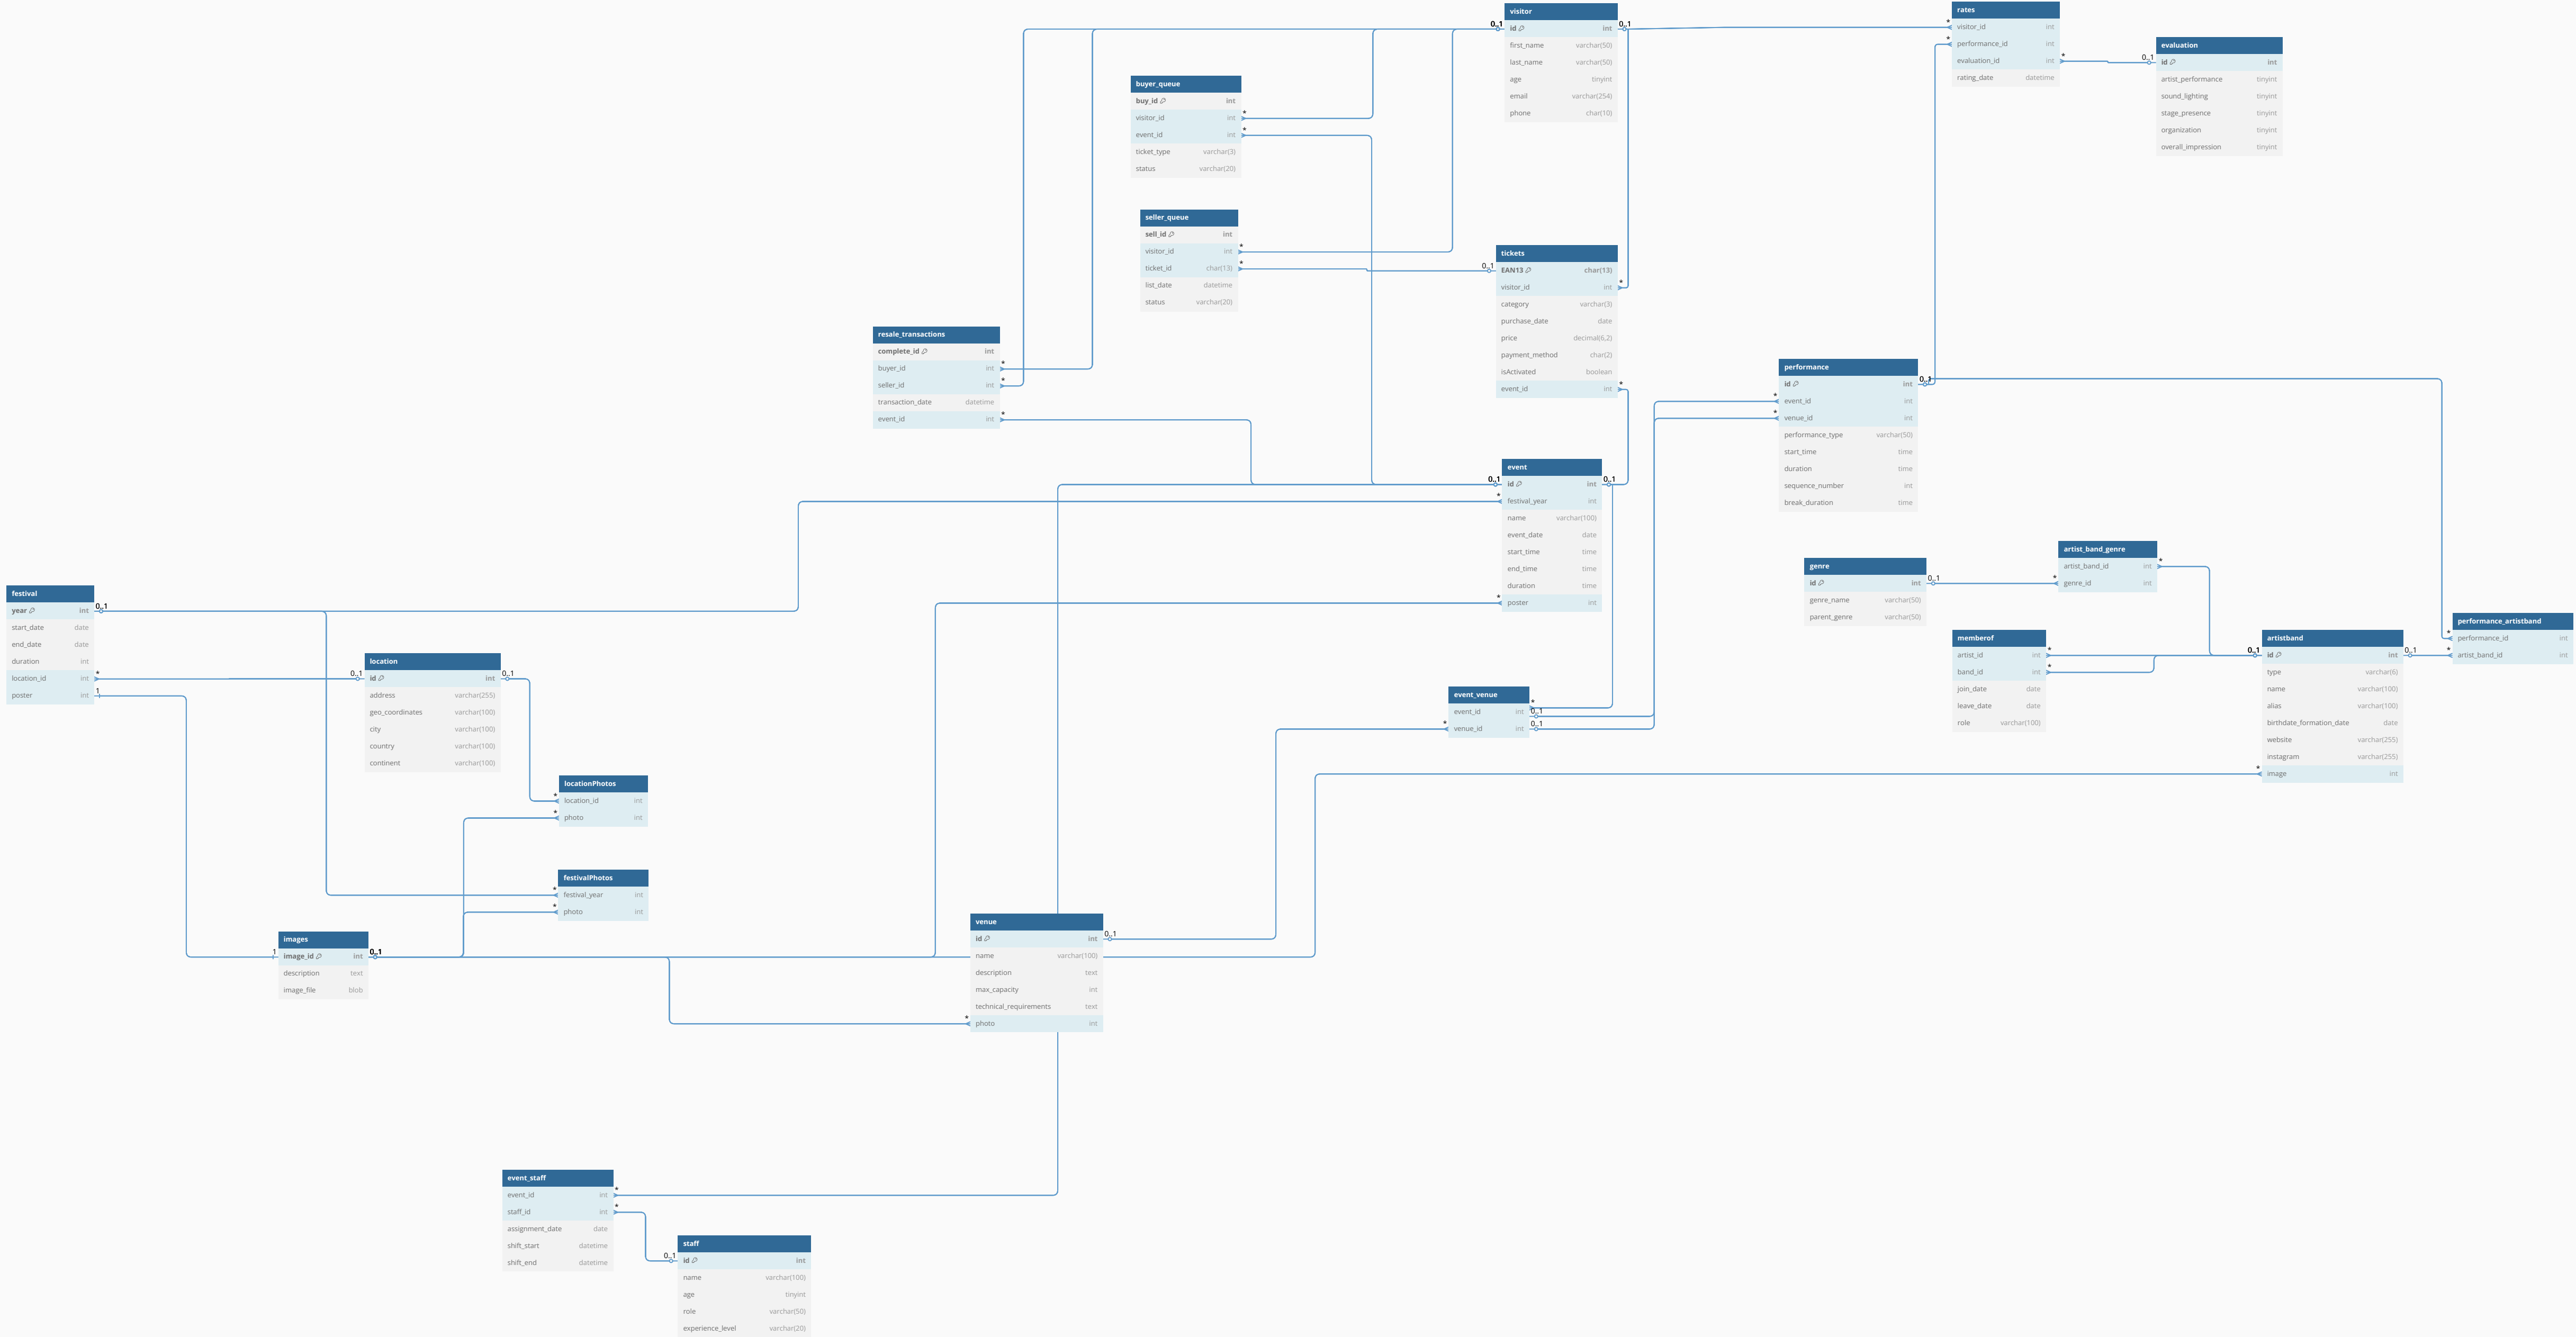 visitor
id int
first_name varchar(50)
last_name varchar(50)
age tinyint
email varchar(254)
phone char(10)
rates
visitor_id int
performance_id int
evaluation_id int
rating_date datetime
evaluation
id int
artist_performance tinyint
sound_lighting tinyint
stage_presence tinyint
organization tinyint
overall_impression tinyint
buyer_queue
buy_id int
visitor_id int
event_id int
ticket_type varchar(3)
status varchar(20)
seller_queue
sell_id int
visitor_id int
ticket_id char(13)
list_date datetime
status varchar(20)
tickets
EAN13 char(13)
visitor_id int
category varchar(3)
purchase_date date
price decimal(6,2)
payment_method char(2)
isActivated boolean
event_id int
resale_transactions
complete_id int
buyer_id int
seller_id int
transaction_date datetime
event_id int
performance
id int
event_id int
venue_id int
performance_type varchar(50)
start_time time
duration time
sequence_number int
break_duration time
event
id int
festival_year int
name varchar(100)
event_date date
start_time time
end_time time
duration time
poster int
genre
id int
genre_name varchar(50)
parent_genre varchar(50)
artist_band_genre
artist_band_id int
genre_id int
festival
year int
start_date date
end_date date
duration int
location_id int
poster int
performance_artistband
performance_id int
artist_band_id int
memberof
artist_id int
band_id int
join_date date
leave_date date
role varchar(100)
artistband
id int
type varchar(6)
name varchar(100)
alias varchar(100)
birthdate_formation_date date
website varchar(255)
instagram varchar(255)
image int
location
id int
address varchar(255)
geo_coordinates varchar(100)
city varchar(100)
country varchar(100)
continent varchar(100)
event_venue
event_id int
venue_id int
locationPhotos
location_id int
photo int
festivalPhotos
festival_year int
photo int
images
image_id int
description text
image_file blob
venue
id int
name varchar(100)
description text
max_capacity int
technical_requirements text
photo int
event_staff
event_id int
staff_id int
assignment_date date
shift_start datetime
shift_end datetime
staff
id int
name varchar(100)
age tinyint
role varchar(50)
experience_level varchar(20)